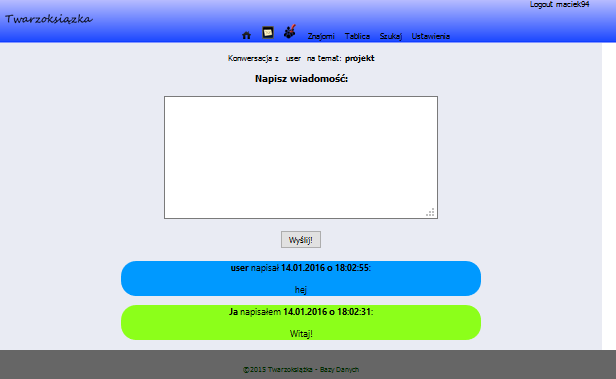 Logout maciek94
Twarzoksiązka
Znajomi Tablica Szukaj Ustawienia
Konwersacja z user na temat: projekt
Napisz wiadomość:
Wyślij!
user napisał 14.01.2016 o 18:02:55:
hej
Ja napisałem 14.01.2016 o 18:02:31:
Witaj!
©2015 Twarzoksiązka - Bazy Danych